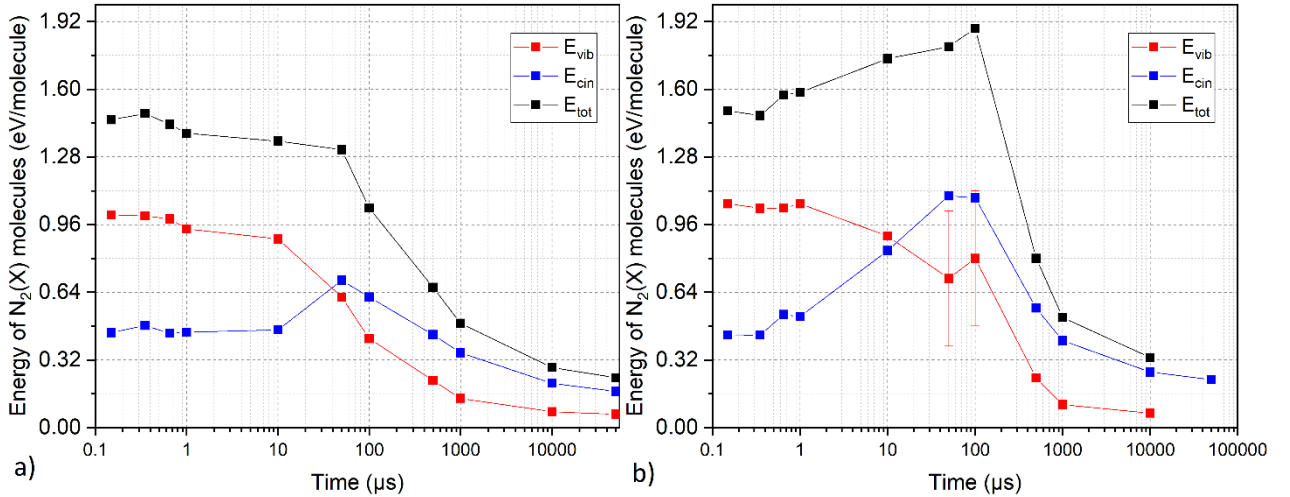 Energy of N₂(X) molecules (eV/molecule)
1.92
1.60
1.28
0.96
0.64
0.32
0.00
E_vib
E_cin
E_tot
0.1 1 10 100 1000 10000
Time (µs)
a)
Energy of N₂(X) molecules (eV/molecule)
1.92
1.60
1.28
0.96
0.64
0.32
0.00
E_vib
E_cin
E_tot
0.1 1 10 100 1000 10000 100000
Time (µs)
b)